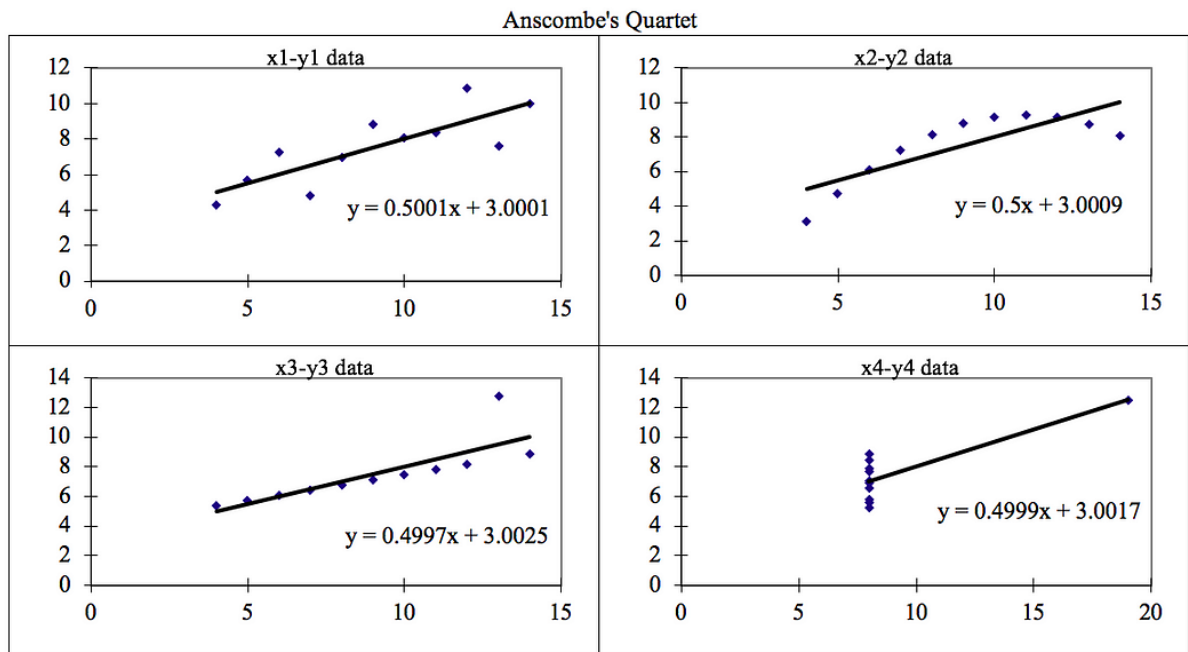 Anscombe's Quartet
x1-y1 data
12
10
8
6
4
2
0
y = 0.5001x + 3.0001
0 5 10 15
x2-y2 data
12
10
8
6
4
2
0
y = 0.5x + 3.0009
0 5 10 15
x3-y3 data
14
12
10
8
6
4
2
0
y = 0.4997x + 3.0025
0 5 10 15
x4-y4 data
14
12
10
8
6
4
2
0
y = 0.4999x + 3.0017
0 5 10 15 20